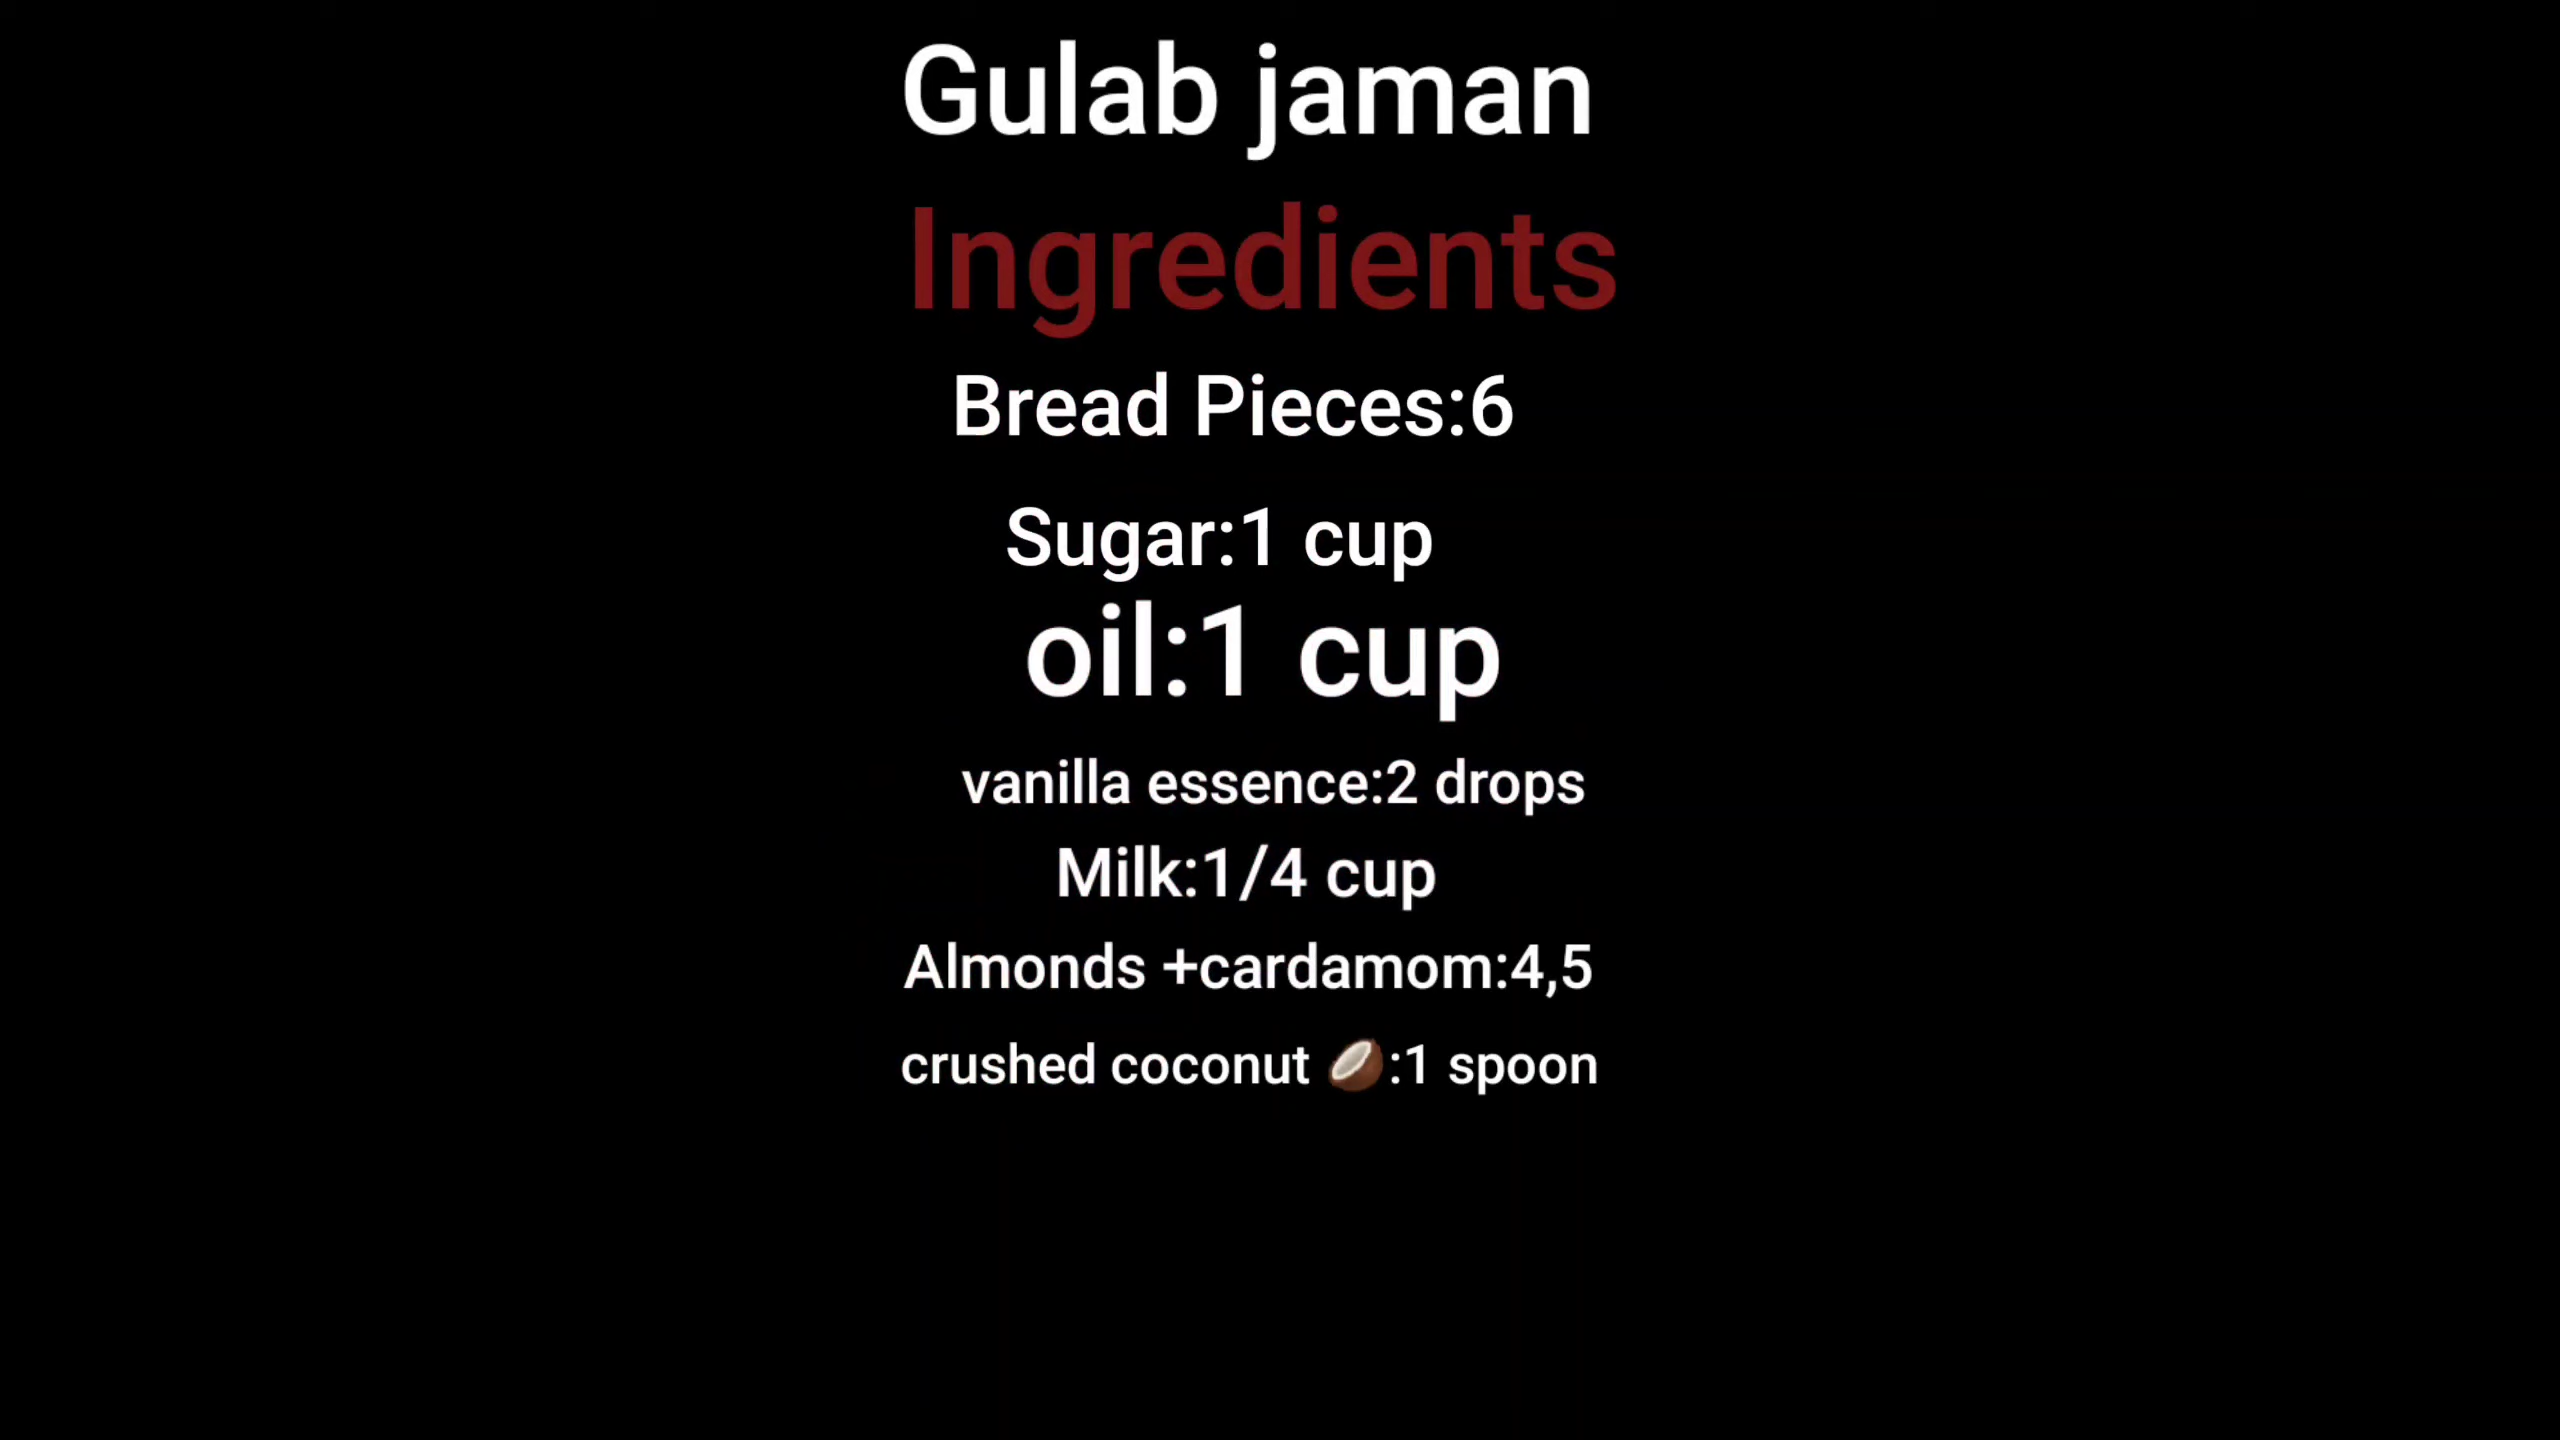 Gulab jaman
Ingredients
Bread Pieces:6
Sugar:1 cup
oil:1 cup
vanilla essence:2 drops
Milk:1/4 cup
Almonds +cardamom:4,5
crushed coconut 🥥:1 spoon